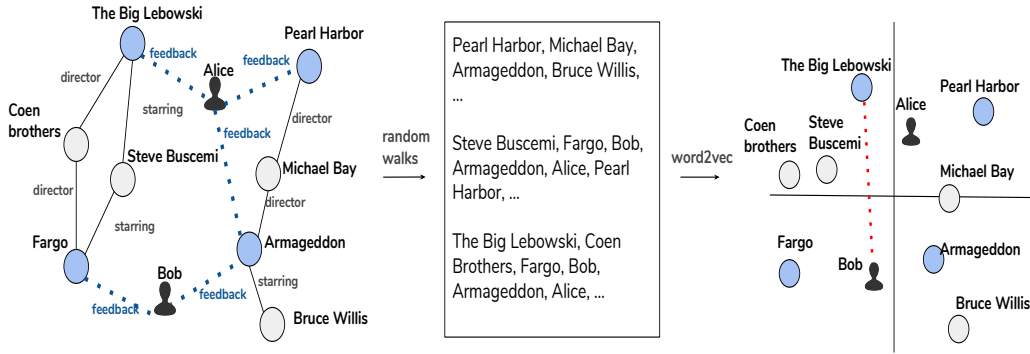 The Big Lebowski
Pearl Harbor
feedback
feedback
Alice
director
starring
Coen
brothers
feedback
director
Steve Buscemi
Michael Bay
director
director
starring
Fargo
Armageddon
Bob
feedback
feedback
starring
Bruce Willis
random
walks
Pearl Harbor, Michael Bay,
Armageddon, Bruce Willis,
...
Steve Buscemi, Fargo, Bob,
Armageddon, Alice, Pearl
Harbor, ...
The Big Lebowski, Coen
Brothers, Fargo, Bob,
Armageddon, Alice, ...
word2vec
The Big Lebowski
Pearl Harbor
Alice
Coen
brothers
Steve
Buscemi
Michael Bay
Fargo
Bob
Armageddon
Bruce Willis